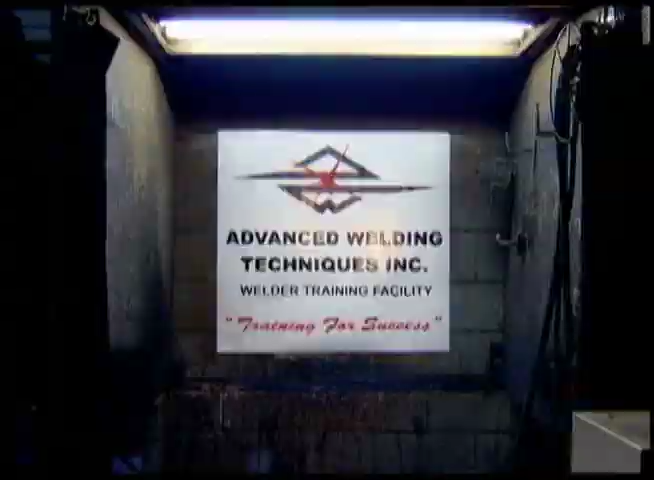 ADVANCED WELDING
TECHNIQUES INC.
WELDER TRAINING FACILITY
"Training For Success"